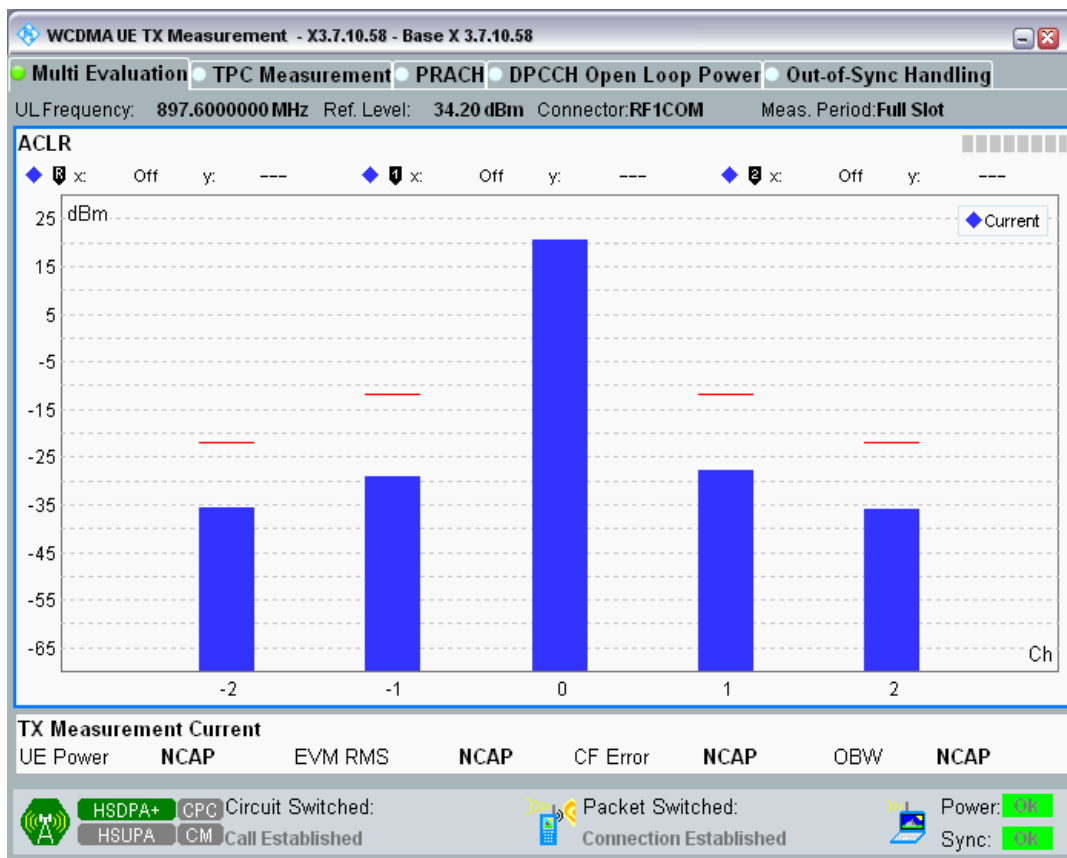 WCDMA UE TX Measurement - X3.7.10.58 - Base X 3.7.10.58
Multi Evaluation TPC Measurement PRACH DPCCH Open Loop Power Out-of-Sync Handling
UL Frequency: 897.6000000 MHz Ref. Level: 34.20 dBm Connector:RF1COM Meas. Period:Full Slot
ACLR
R x: Off y: --- 1 x: Off y: --- 2 x: Off y: ---
dBm
Current
25
15
5
-5
-15
-25
-35
-45
-55
-65
Ch
-2 -1 0 1 2
TX Measurement Current
UE Power NCAP EVM RMS NCAP CF Error NCAP OBW NCAP
HSDPA+ CPC Circuit Switched: Packet Switched: Power: Ok
HSUPA CM Call Established Connection Established Sync: Ok